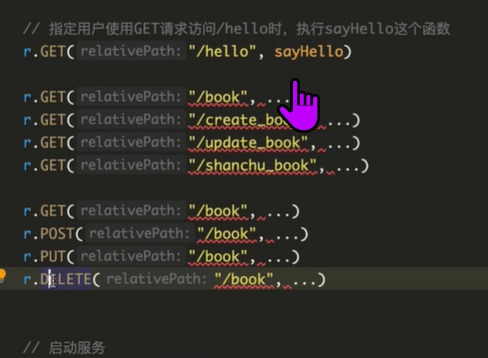 // 指定用户使用GET请求访问/hello时，执行sayHello这个函数
r.GET( relativePath: "/hello", sayHello)
r.GET( relativePath: "/book", ...
r.GET( relativePath: "/create_book", ...)
r.GET( relativePath: "/update_book", ...)
r.GET( relativePath: "/shanchu_book", ...)
r.GET( relativePath: "/book", ...)
r.POST( relativePath: "/book", ...)
r.PUT( relativePath: "/book", ...)
r.DELETE( relativePath: "/book", ...)
// 启动服务